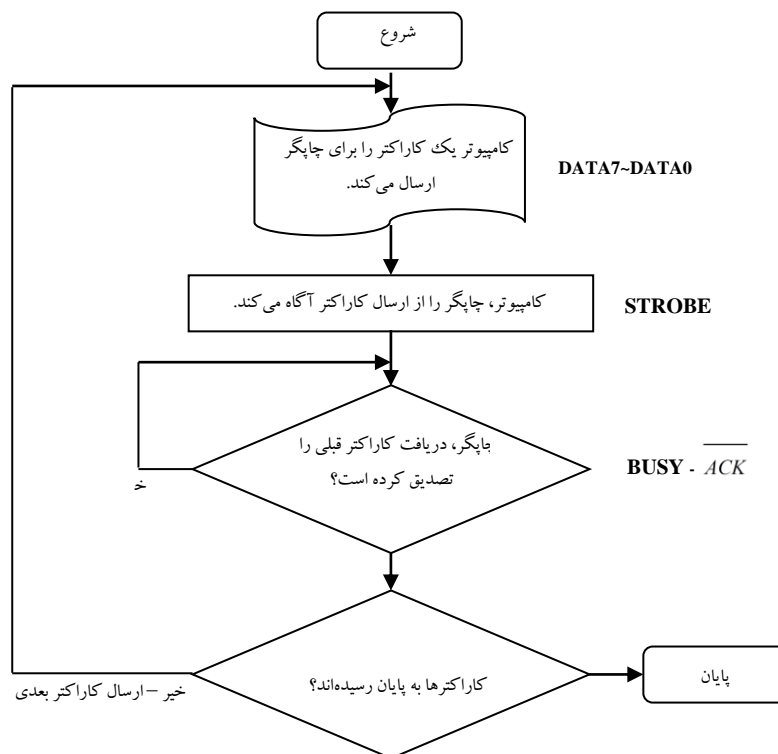 شروع
کامپیوتر یک کاراکتر را برای چاپگر
ارسال می‌کند.
DATA7~DATA0
کامپیوتر، چاپگر را از ارسال کاراکتر آگاه می‌کند.
STROBE
چاپگر، دریافت کاراکتر قبلی را
تصدیق کرده است؟
BUSY - \overline{ACK}
خ
کاراکترها به پایان رسیده‌اند؟
پایان
خیر – ارسال کاراکتر بعدی